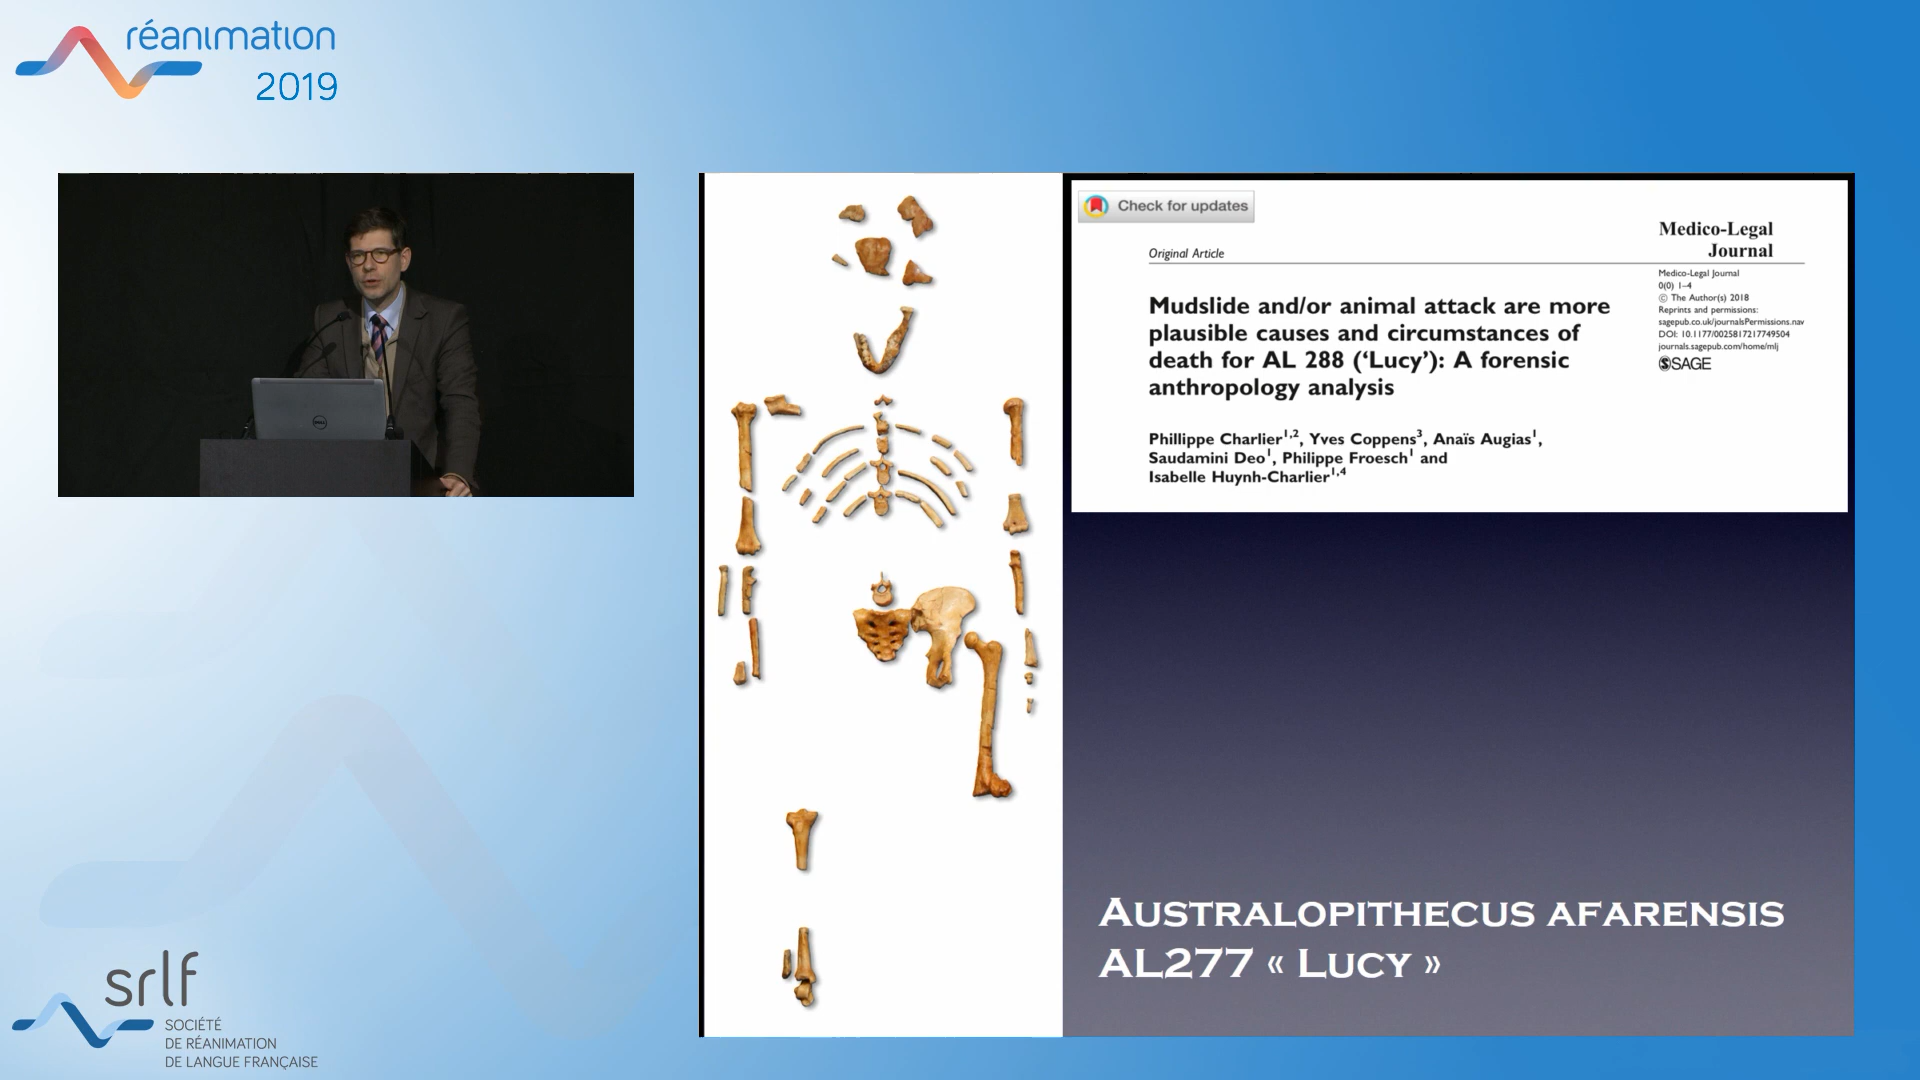 réanimation
2019
Check for updates
Original Article
Medico-Legal
Journal
Mudslide and/or animal attack are more
plausible causes and circumstances of
death for AL 288 (‘Lucy’): A forensic
anthropology analysis
Medico-Legal Journal
0(0) 1–4
© The Author(s) 2018
Reprints and permissions:
sagepub.co.uk/journalsPermissions.nav
DOI: 10.1177/0025817217749504
journals.sagepub.com/home/mlj
SAGE
Phillippe Charlier1,2, Yves Coppens3, Anaïs Augias1,
Saudamini Deo1, Philippe Froesch1 and
Isabelle Huynh-Charlier1,4
AUSTRALOPITHECUS AFARENSIS
AL277 « LUCY »
srlf
SOCIÉTÉ
DE RÉANIMATION
DE LANGUE FRANÇAISE
DELL